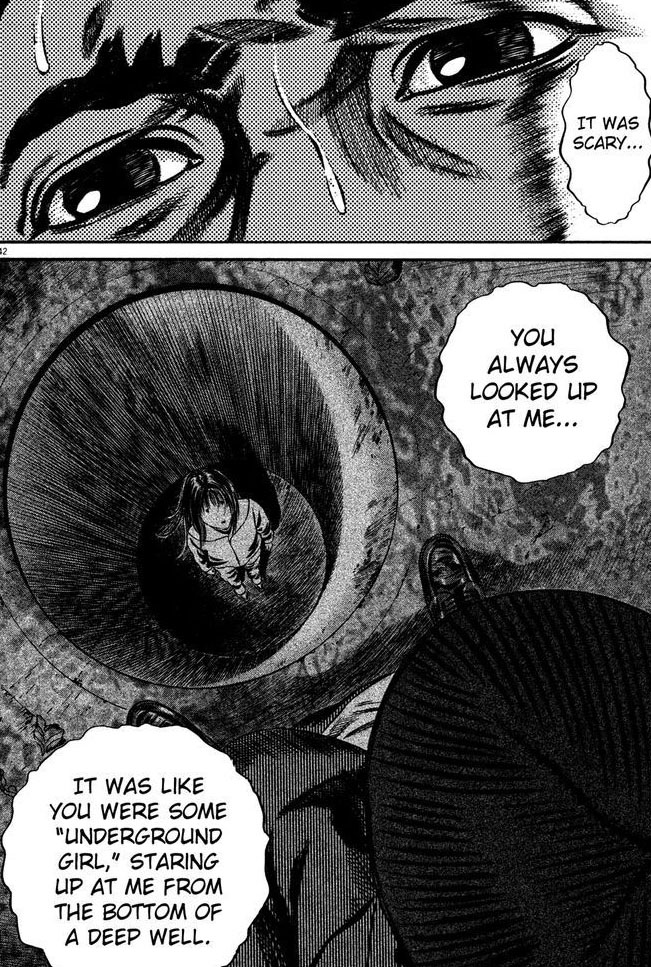 IT WAS
SCARY...
42
YOU
ALWAYS
LOOKED UP
AT ME...
IT WAS LIKE
YOU WERE SOME
"UNDERGROUND
GIRL," STARING
UP AT ME FROM
THE BOTTOM OF
A DEEP WELL.